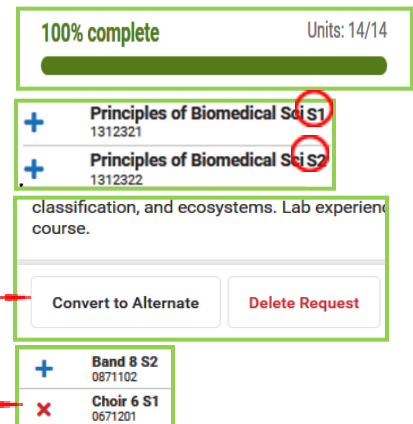 100% complete Units: 14/14
Principles of Biomedical Sci S1
1312321
Principles of Biomedical Sci S2
1312322
classification, and ecosystems. Lab experienc
course.
Convert to Alternate Delete Request
Band 8 S2
0871102
Choir 6 S1
0671201